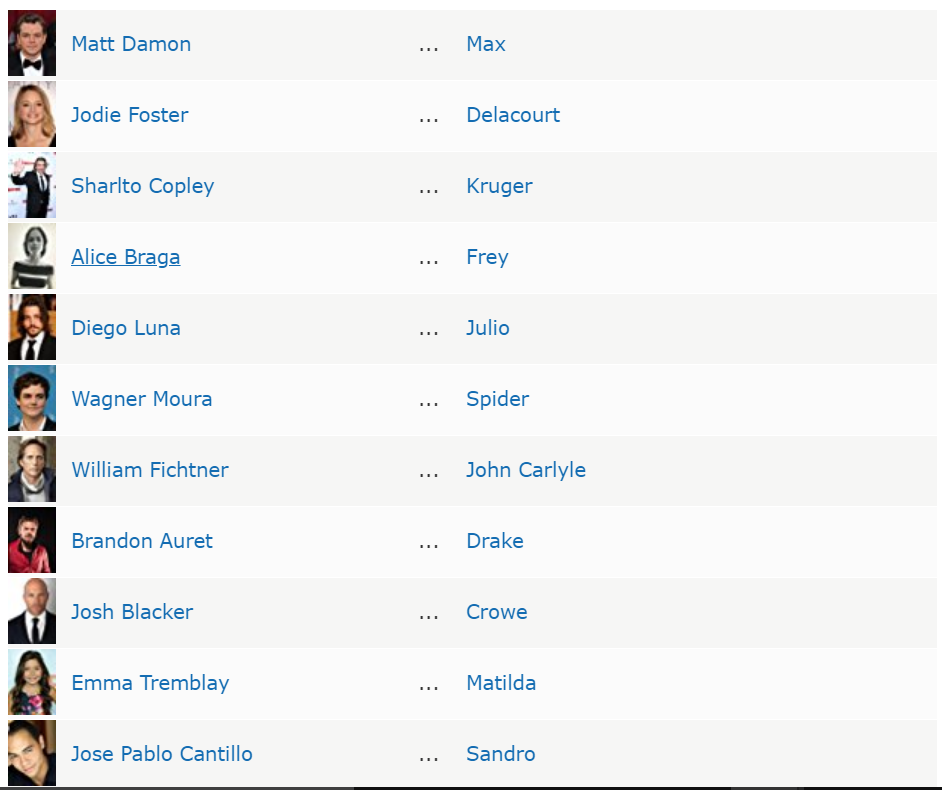 Matt Damon ... Max
Jodie Foster ... Delacourt
Sharlto Copley ... Kruger
Alice Braga ... Frey
Diego Luna ... Julio
Wagner Moura ... Spider
William Fichtner ... John Carlyle
Brandon Auret ... Drake
Josh Blacker ... Crowe
Emma Tremblay ... Matilda
Jose Pablo Cantillo ... Sandro